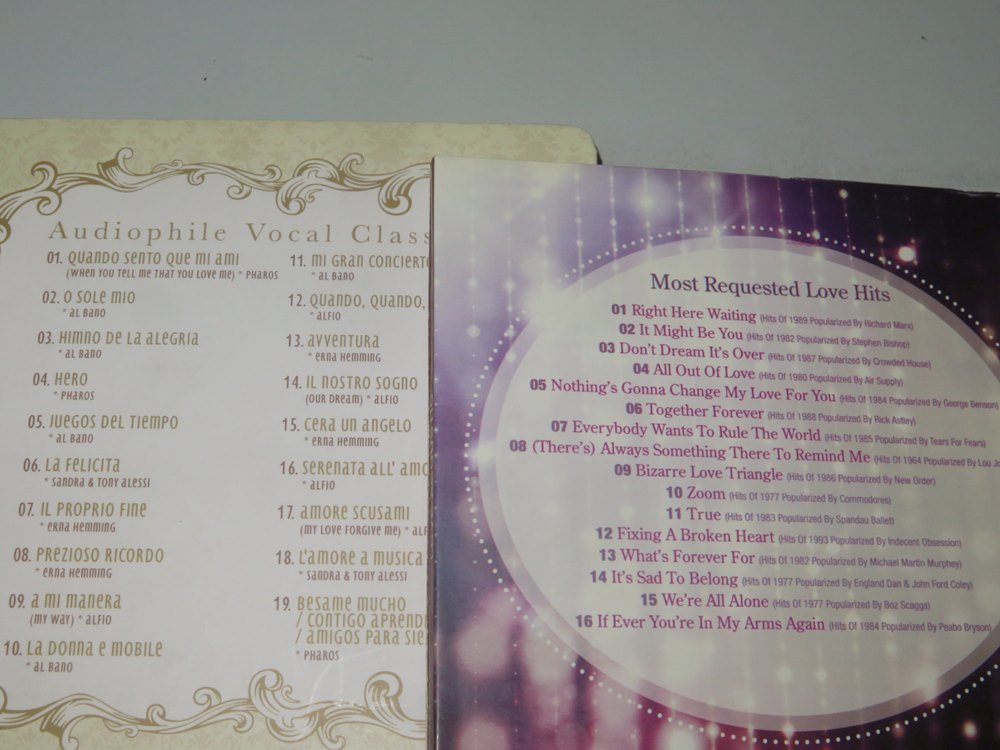 Audiophile Vocal Class
01. QUANDO SENTO QUE MI AMI
(WHEN YOU TELL ME THAT YOU LOVE ME) * PHAROS
02. O SOLE MIO
* AL BANO
03. HIMNO DE LA ALEGRIA
* AL BANO
04. HERO
* PHAROS
05. JUEGOS DEL TIEMPO
* AL BANO
06. LA FELICITA
* SANDRA & TONY ALESSI
07. IL PROPRIO FINE
* ERNA HEMMING
08. PREZIOSO RICORDO
* ERNA HEMMING
09. A MI MANERA
(MY WAY) * ALFIO
10. LA DONNA E MOBILE
* AL BANO
11. MI GRAN CONCIERTO
* AL BANO
12. QUANDO, QUANDO,
* ALFIO
13. AVVENTURA
* ERNA HEMMING
14. IL NOSTRO SOGNO
(OUR DREAM) * ALFIO
15. CERA UN ANGELO
* ERNA HEMMING
16. SERENATA ALL' AMO
* ALFIO
17. AMORE SCUSAMI
(MY LOVE FORGIVE ME) * ALF
18. L'AMORE A MUSICA
* SANDRA & TONY ALESSI
19. BESAME MUCHO
/ CONTIGO APREND
/ AMIGOS PARA SIE
* PHAROS
Most Requested Love Hits
01 Right Here Waiting (Hits Of 1989 Popularized By Richard Marx)
02 It Might Be You (Hits Of 1982 Popularized By Stephen Bishop)
03 Don't Dream It's Over (Hits Of 1987 Popularized By Crowded House)
04 All Out Of Love (Hits Of 1980 Popularized By Air Supply)
05 Nothing's Gonna Change My Love For You (Hits Of 1984 Popularized By George Benson)
06 Together Forever (Hits Of 1988 Popularized By Rick Astley)
07 Everybody Wants To Rule The World (Hits Of 1985 Popularized By Tears For Fears)
08 (There's) Always Something There To Remind Me (Hits Of 1964 Popularized By Lou Jo
09 Bizarre Love Triangle (Hits Of 1986 Popularized By New Order)
10 Zoom (Hits Of 1977 Popularized By Commodores)
11 True (Hits Of 1983 Popularized By Spandau Ballet)
12 Fixing A Broken Heart (Hits Of 1993 Popularized By Indecent Obsession)
13 What's Forever For (Hits Of 1982 Popularized By Michael Martin Murphey)
14 It's Sad To Belong (Hits Of 1977 Popularized By England Dan & John Ford Coley)
15 We're All Alone (Hits Of 1977 Popularized By Boz Scaggs)
16 If Ever You're In My Arms Again (Hits Of 1984 Popularized By Peabo Bryson)